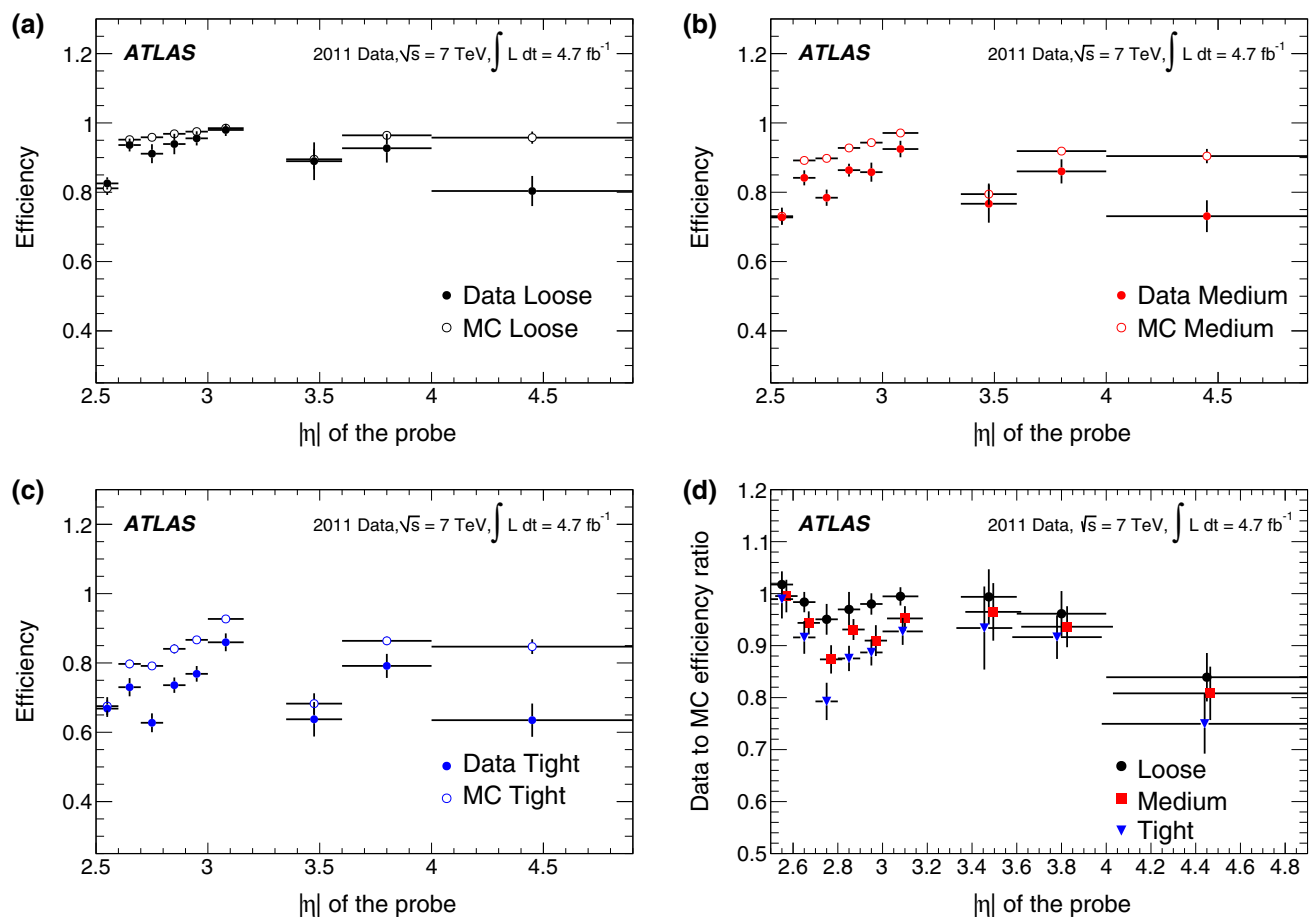 (a)
ATLAS 2011 Data,√s = 7 TeV,∫ L dt = 4.7 fb⁻¹
Efficiency
1.2
1
0.8
0.6
0.4
Data Loose
MC Loose
2.5 3 3.5 4 4.5
|η| of the probe
(b)
ATLAS 2011 Data,√s = 7 TeV,∫ L dt = 4.7 fb⁻¹
Efficiency
1.2
1
0.8
0.6
0.4
Data Medium
MC Medium
2.5 3 3.5 4 4.5
|η| of the probe
(c)
ATLAS 2011 Data,√s = 7 TeV,∫ L dt = 4.7 fb⁻¹
Efficiency
1.2
1
0.8
0.6
0.4
Data Tight
MC Tight
2.5 3 3.5 4 4.5
|η| of the probe
(d)
ATLAS 2011 Data, √s = 7 TeV,∫ L dt = 4.7 fb⁻¹
Data to MC efficiency ratio
1.2
1.1
1
0.9
0.8
0.7
0.6
0.5
Loose
Medium
Tight
2.6 2.8 3 3.2 3.4 3.6 3.8 4 4.2 4.4 4.6 4.8
|η| of the probe